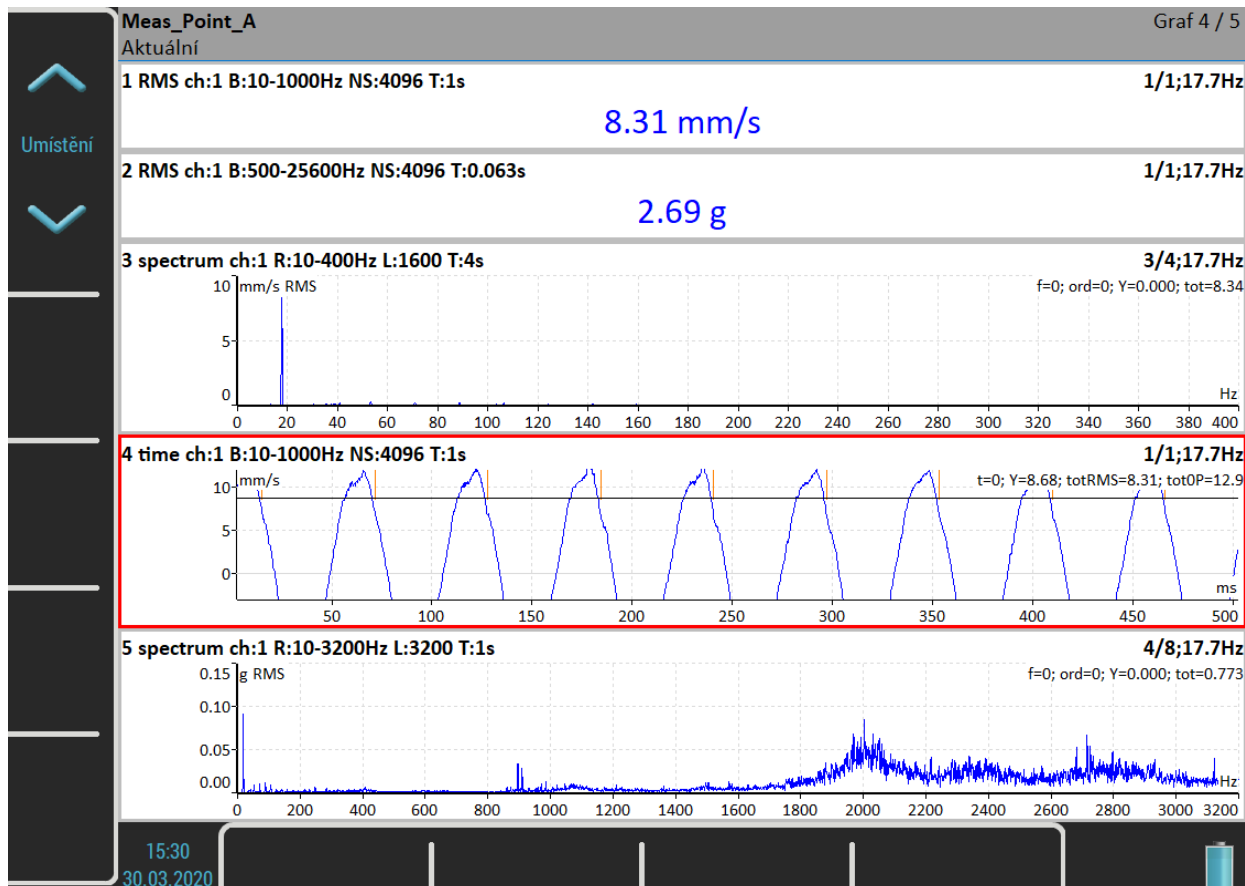 Meas_Point_A Graf 4 / 5
Aktuální
Umístění
1 RMS ch:1 B:10-1000Hz NS:4096 T:1s 1/1;17.7Hz
8.31 mm/s
2 RMS ch:1 B:500-25600Hz NS:4096 T:0.063s 1/1;17.7Hz
2.69 g
3 spectrum ch:1 R:10-400Hz L:1600 T:4s 3/4;17.7Hz
10 mm/s RMS f=0; ord=0; Y=0.000; tot=8.34
5
0 Hz
0 20 40 60 80 100 120 140 160 180 200 220 240 260 280 300 320 340 360 380 400
4 time ch:1 B:10-1000Hz NS:4096 T:1s 1/1;17.7Hz
10 mm/s t=0; Y=8.68; totRMS=8.31; tot0P=12.9
5
0
ms
50 100 150 200 250 300 350 400 450 500
5 spectrum ch:1 R:10-3200Hz L:3200 T:1s 4/8;17.7Hz
0.15 g RMS f=0; ord=0; Y=0.000; tot=0.773
0.10
0.05
0.00 Hz
0 200 400 600 800 1000 1200 1400 1600 1800 2000 2200 2400 2600 2800 3000 3200
15:30
30.03.2020